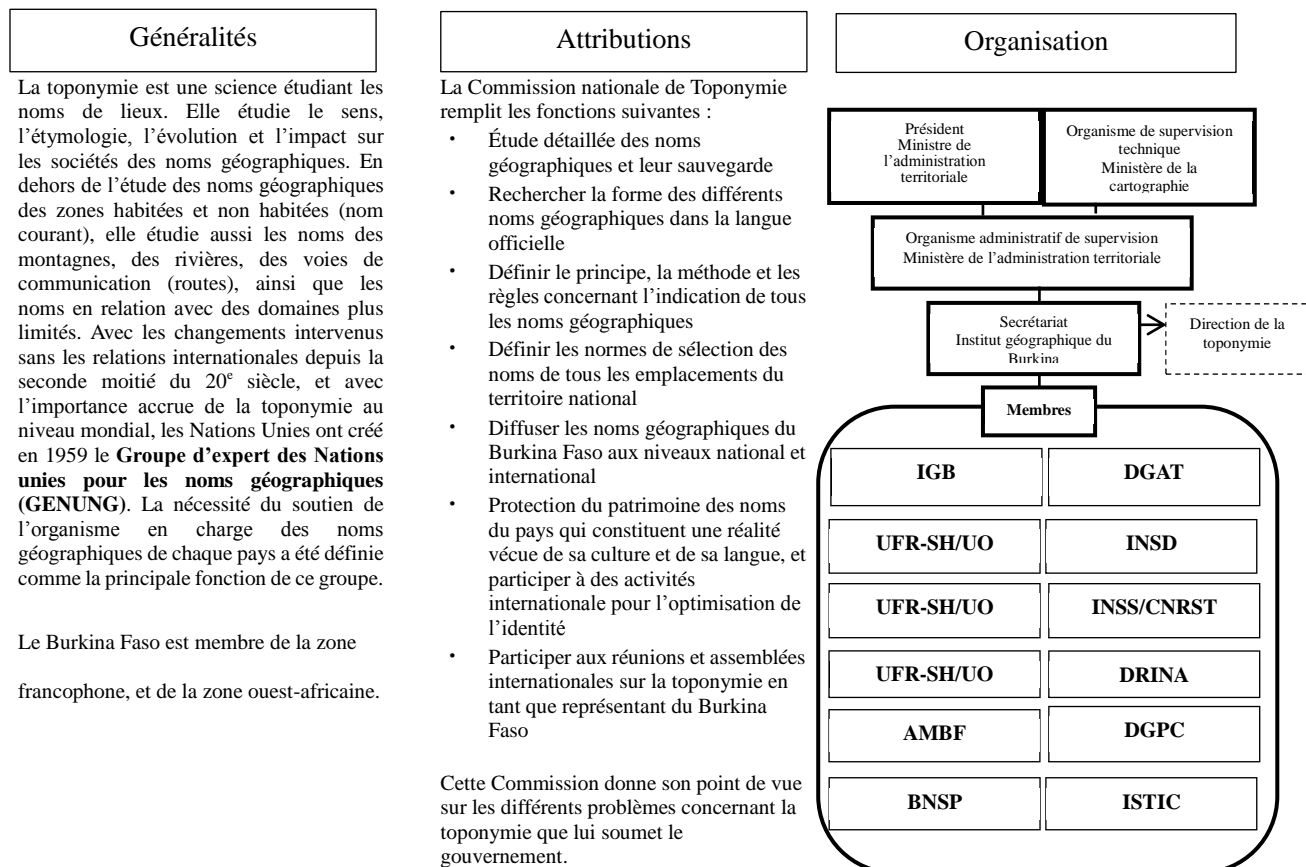 Généralités
La toponymie est une science étudiant les
noms de lieux. Elle étudie le sens,
l'étymologie, l'évolution et l'impact sur
les sociétés des noms géographiques. En
dehors de l'étude des noms géographiques
des zones habitées et non habitées (nom
courant), elle étudie aussi les noms des
montagnes, des rivières, des voies de
communication (routes), ainsi que les
noms en relation avec des domaines plus
limités. Avec les changements intervenus
sans les relations internationales depuis la
seconde moitié du 20e siècle, et avec
l'importance accrue de la toponymie au
niveau mondial, les Nations Unies ont créé
en 1959 le Groupe d'expert des Nations
unies pour les noms géographiques
(GENUNG). La nécessité du soutien de
l'organisme en charge des noms
géographiques de chaque pays a été définie
comme la principale fonction de ce groupe.
Le Burkina Faso est membre de la zone
francophone, et de la zone ouest-africaine.
Attributions
La Commission nationale de Toponymie
remplit les fonctions suivantes :
・ Étude détaillée des noms
géographiques et leur sauvegarde
・ Rechercher la forme des différents
noms géographiques dans la langue
officielle
・ Définir le principe, la méthode et les
règles concernant l'indication de tous
les noms géographiques
・ Définir les normes de sélection des
noms de tous les emplacements du
territoire national
・ Diffuser les noms géographiques du
Burkina Faso aux niveaux national et
international
・ Protection du patrimoine des noms
du pays qui constituent une réalité
vécue de sa culture et de sa langue, et
participer à des activités
internationale pour l'optimisation de
l'identité
・ Participer aux réunions et assemblées
internationales sur la toponymie en
tant que représentant du Burkina
Faso
Cette Commission donne son point de vue
sur les différents problèmes concernant la
toponymie que lui soumet le
gouvernement.
Organisation
Président
Ministre de
l'administration
territoriale
Organisme de supervision
technique
Ministère de la
cartographie
Organisme administratif de supervision
Ministère de l'administration territoriale
Secrétariat
Institut géographique du
Burkina
Direction de la
toponymie
Membres
IGB
DGAT
UFR-SH/UO
INSD
UFR-SH/UO
INSS/CNRST
UFR-SH/UO
DRINA
AMBF
DGPC
BNSP
ISTIC